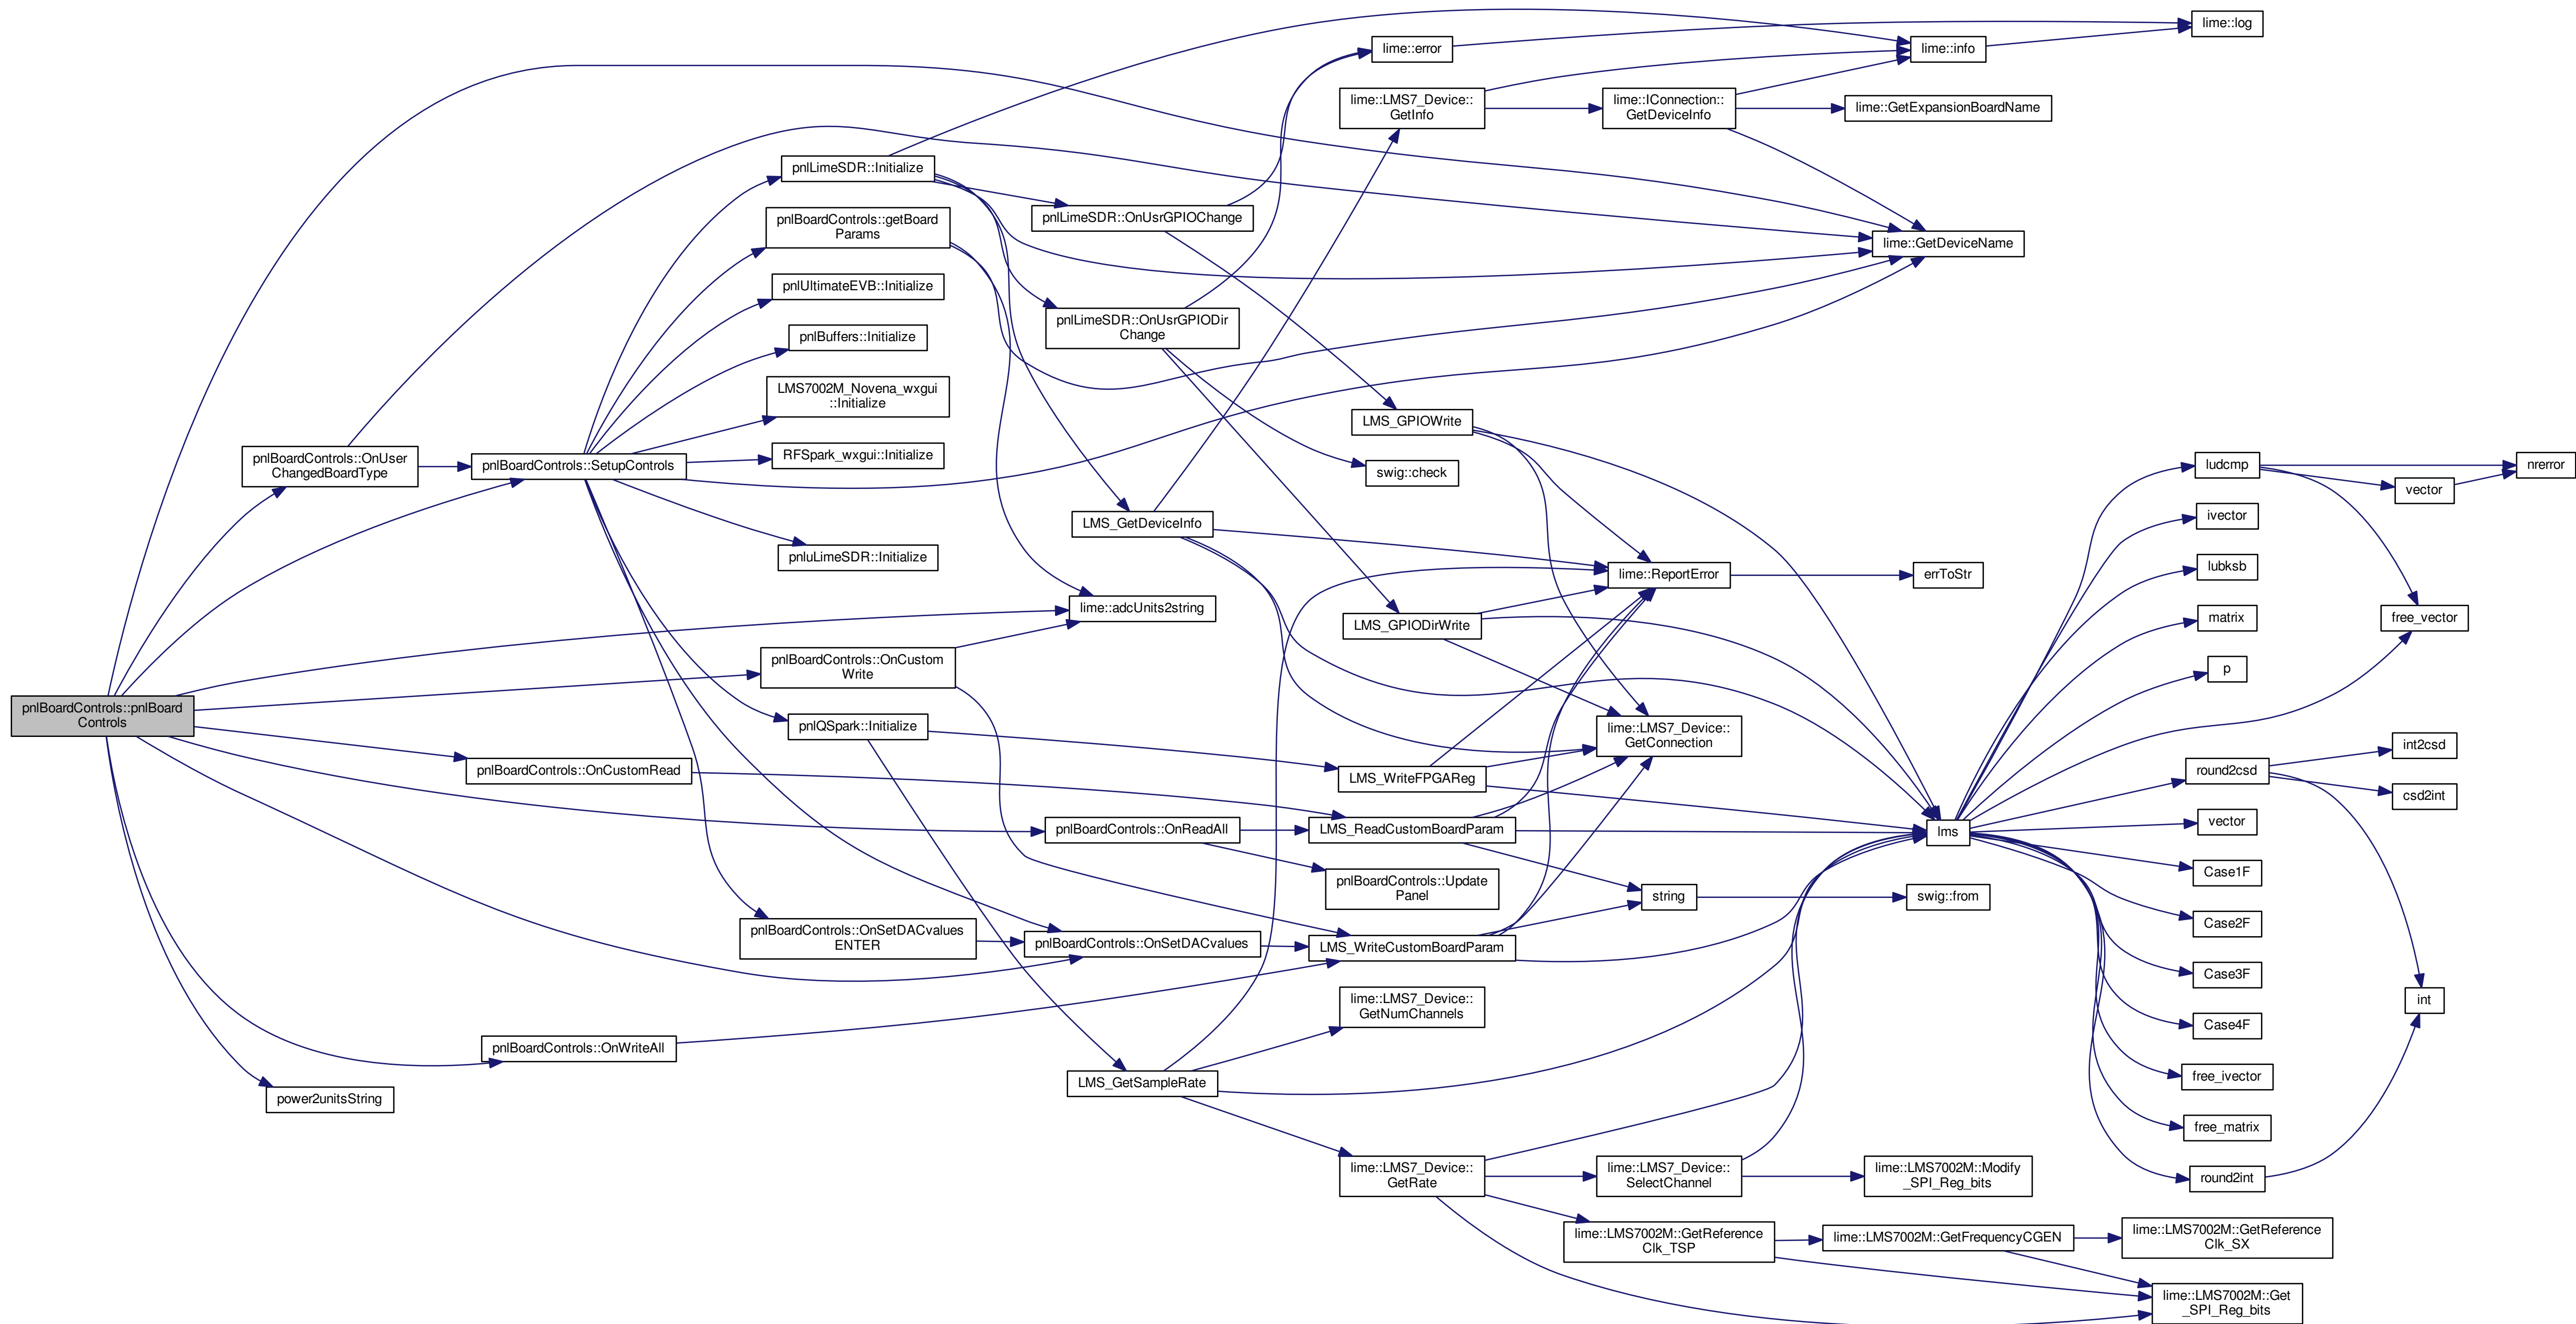 pnlBoardControls::pnlBoard
Controls
pnlBoardControls::OnUser
ChangedBoardType
pnlBoardControls::SetupControls
pnlBoardControls::OnCustomRead
pnlBoardControls::OnWriteAll
power2unitsString
pnlLimeSDR::Initialize
pnlBoardControls::getBoard
Params
pnlUltimateEVB::Initialize
pnlBuffers::Initialize
LMS7002M_Novena_wxgui
::Initialize
RFSpark_wxgui::Initialize
pnluLimeSDR::Initialize
pnlBoardControls::OnCustom
Write
pnlQSpark::Initialize
pnlBoardControls::OnSetDACvalues
ENTER
pnlLimeSDR::OnUsrGPIOChange
pnlLimeSDR::OnUsrGPIODir
Change
LMS_GetDeviceInfo
lime::adcUnits2string
pnlBoardControls::OnReadAll
pnlBoardControls::OnSetDACvalues
LMS_GetSampleRate
lime::error
lime::LMS7_Device::
GetInfo
LMS_GPIOWrite
swig::check
LMS_GPIODirWrite
LMS_WriteFPGAReg
LMS_ReadCustomBoardParam
pnlBoardControls::Update
Panel
LMS_WriteCustomBoardParam
lime::LMS7_Device::
GetNumChannels
lime::LMS7_Device::
GetRate
lime::IConnection::
GetDeviceInfo
lime::ReportError
lime::LMS7_Device::
GetConnection
string
lime::LMS7_Device::
SelectChannel
lime::LMS7002M::GetReference
Clk_TSP
lime::info
lime::GetExpansionBoardName
lime::GetDeviceName
errToStr
lms
swig::from
lime::LMS7002M::Modify
_SPI_Reg_bits
lime::LMS7002M::GetFrequencyCGEN
lime::log
ludcmp
ivector
lubksb
matrix
p
round2csd
vector
Case1F
Case2F
Case3F
Case4F
free_ivector
free_matrix
round2int
lime::LMS7002M::GetReference
Clk_SX
lime::LMS7002M::Get
_SPI_Reg_bits
vector
free_vector
int2csd
csd2int
int
nrerror